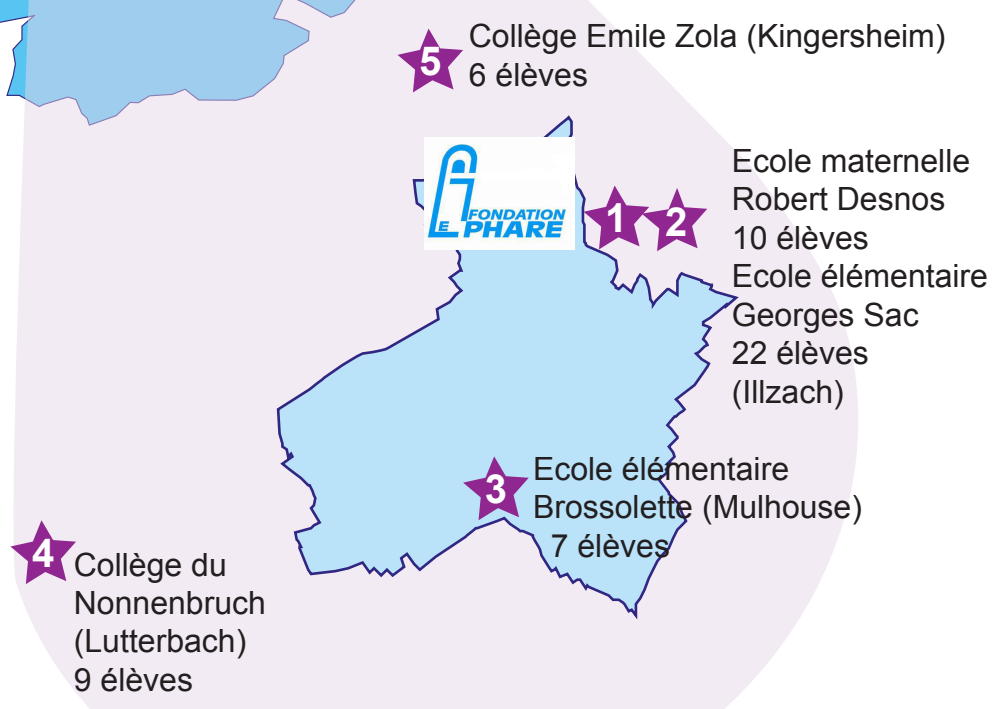 5
Collège Emile Zola (Kingersheim)
6 élèves
LE
FONDATION
PHARE
1
2
Ecole maternelle
Robert Desnos
10 élèves
Ecole élémentaire
Georges Sac
22 élèves
(Illzach)
3
Ecole élémentaire
Brossolette (Mulhouse)
7 élèves
4
Collège du
Nonnenbruch
(Lutterbach)
9 élèves